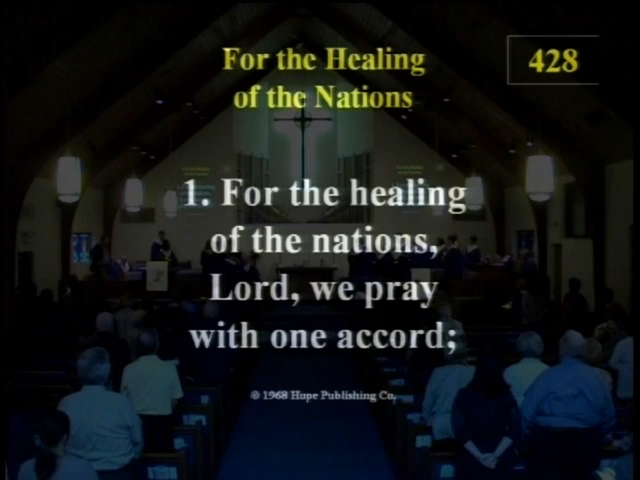 For the Healing
of the Nations
428
1. For the healing
of the nations,
Lord, we pray
with one accord;
© 1968 Hope Publishing Co.